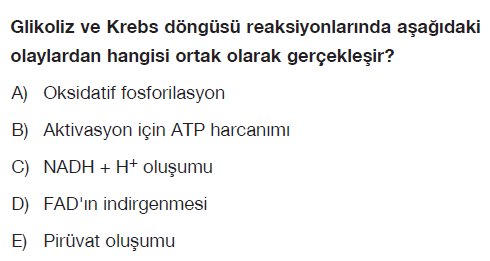 Glikoliz ve Krebs döngüsü reaksiyonlarında aşağıdaki
olaylardan hangisi ortak olarak gerçekleşir?
A) Oksidatif fosforilasyon
B) Aktivasyon için ATP harcanımı
C) NADH + H⁺ oluşumu
D) FAD'ın indirgenmesi
E) Pirüvat oluşumu